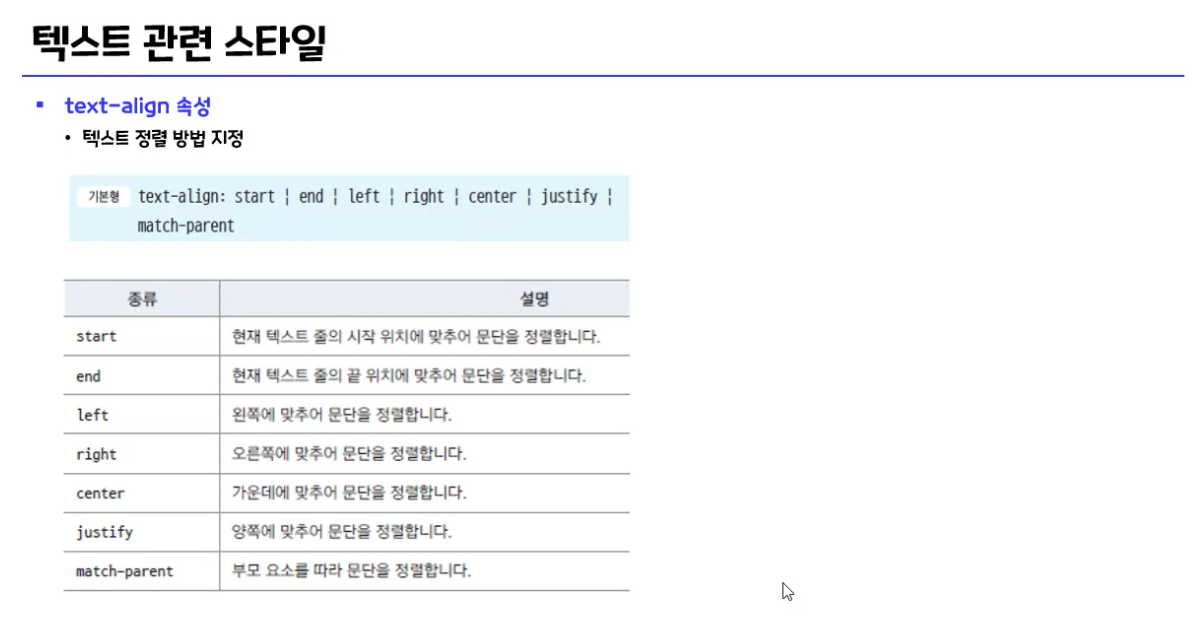 텍스트 관련 스타일
▪ text-align 속성
• 텍스트 정렬 방법 지정
기본형 text-align: start ¦ end ¦ left ¦ right ¦ center ¦ justify ¦
match-parent
종류 설명
start 현재 텍스트 줄의 시작 위치에 맞추어 문단을 정렬합니다.
end 현재 텍스트 줄의 끝 위치에 맞추어 문단을 정렬합니다.
left 왼쪽에 맞추어 문단을 정렬합니다.
right 오른쪽에 맞추어 문단을 정렬합니다.
center 가운데에 맞추어 문단을 정렬합니다.
justify 양쪽에 맞추어 문단을 정렬합니다.
match-parent 부모 요소를 따라 문단을 정렬합니다.